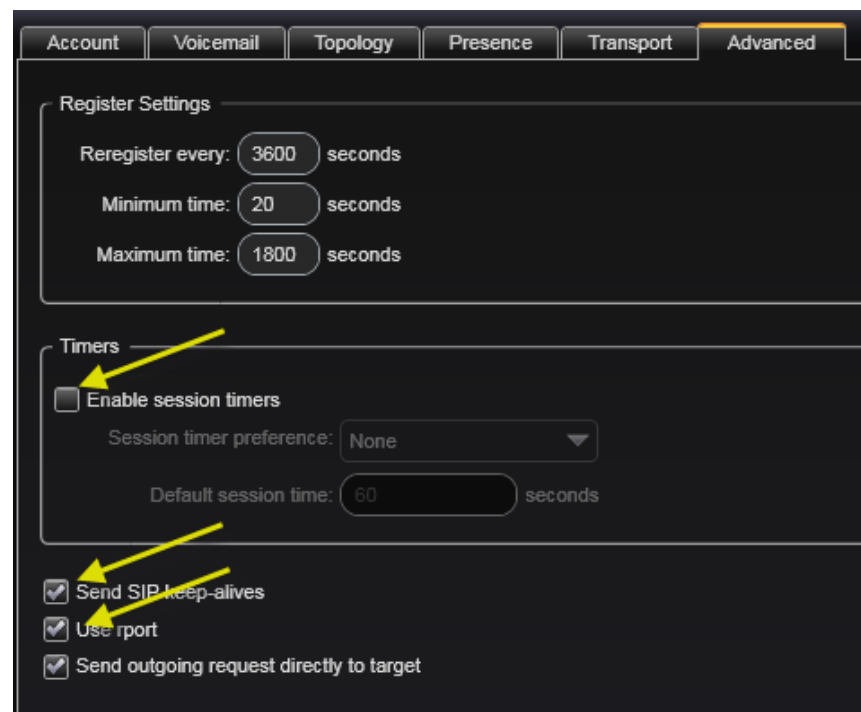 Account Voicemail Topology Presence Transport Advanced
Register Settings
Reregister every: 3600 seconds
Minimum time: 20 seconds
Maximum time: 1800 seconds
Timers
Enable session timers
Session timer preference: None
Default session time: 60 seconds
Send SIP keep-alives
Use rport
Send outgoing request directly to target